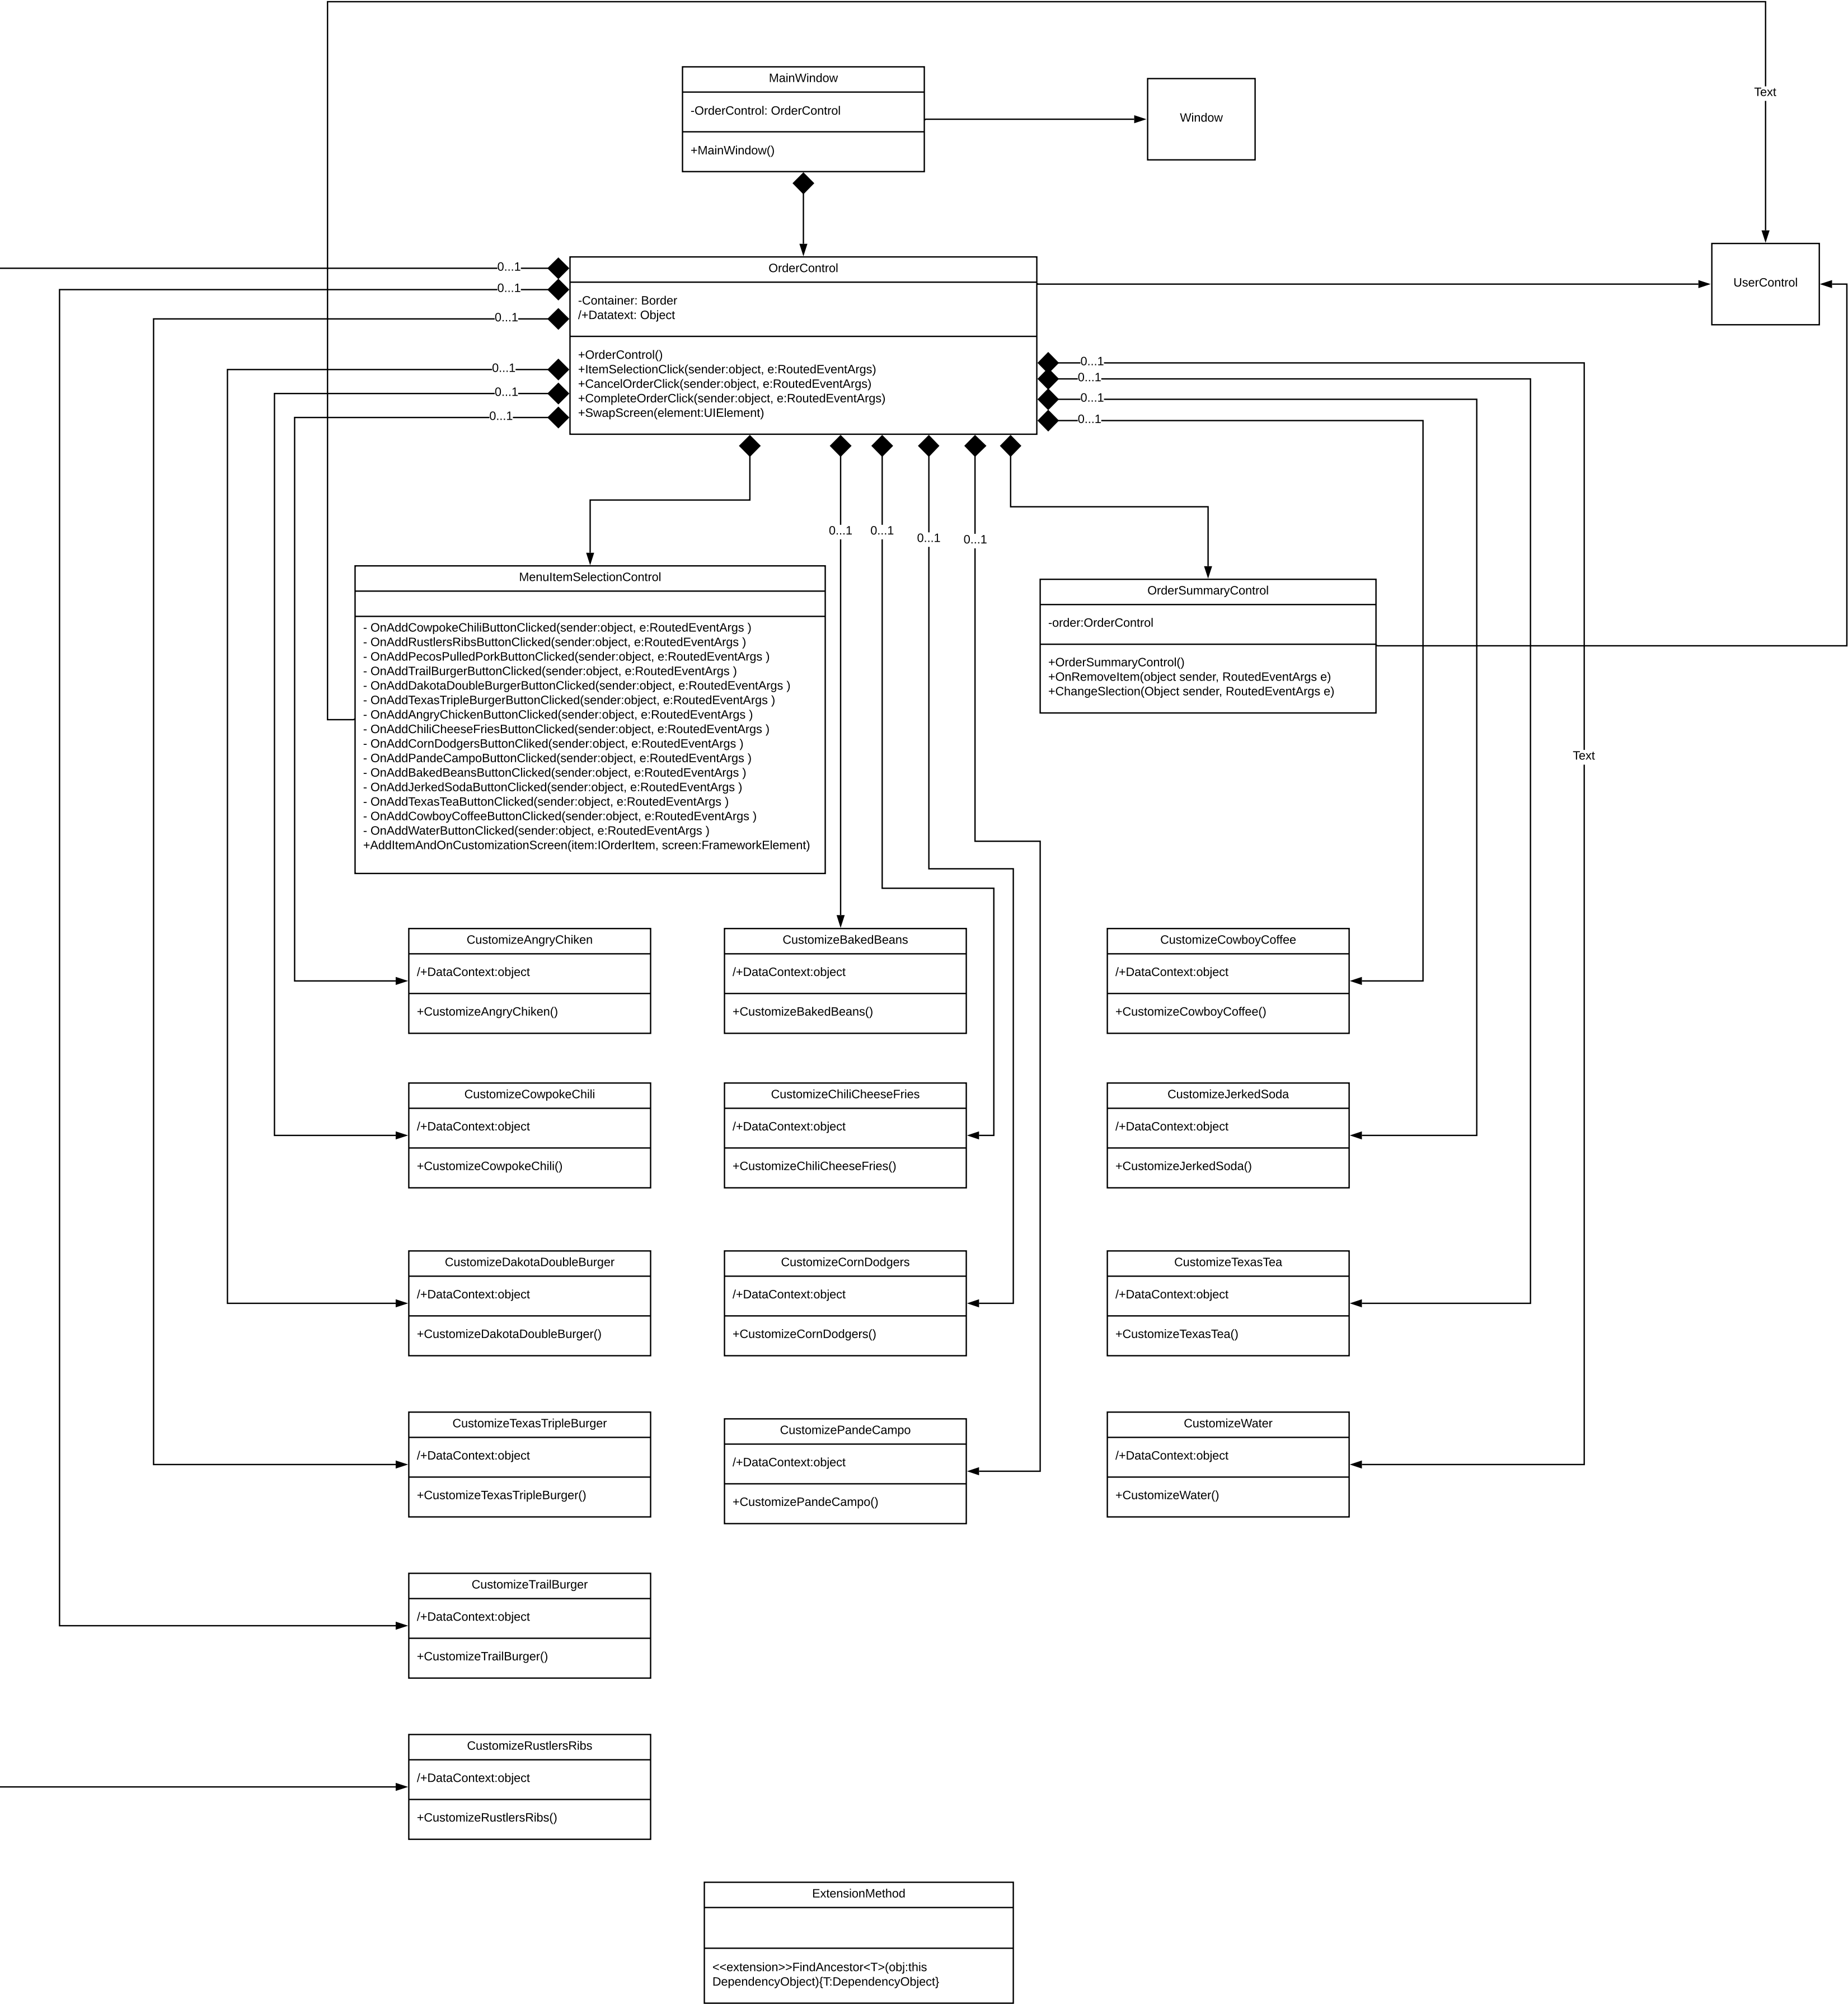 Text
MainWindow
-OrderControl: OrderControl
+MainWindow()
Window
UserControl
0...1
0...1
0...1
0...1
0...1
0...1
OrderControl
-Container: Border
/+Datatext: Object
+OrderControl()
+ItemSelectionClick(sender:object, e:RoutedEventArgs)
+CancelOrderClick(sender:object, e:RoutedEventArgs)
+CompleteOrderClick(sender:object, e:RoutedEventArgs)
+SwapScreen(element:UIElement)
0...1
0...1
0...1
0...1
0...1
0...1
0...1
0...1
MenuItemSelectionControl
- OnAddCowpokeChiliButtonClicked(sender:object, e:RoutedEventArgs )
- OnAddRustlersRibsButtonClicked(sender:object, e:RoutedEventArgs )
- OnAddPecosPulledPorkButtonClicked(sender:object, e:RoutedEventArgs )
- OnAddTrailBurgerButtonClicked(sender:object, e:RoutedEventArgs )
- OnAddDakotaDoubleBurgerButtonClicked(sender:object, e:RoutedEventArgs )
- OnAddTexasTripleBurgerButtonClicked(sender:object, e:RoutedEventArgs )
- OnAddAngryChickenButtonClicked(sender:object, e:RoutedEventArgs )
- OnAddChiliCheeseFriesButtonClicked(sender:object, e:RoutedEventArgs )
- OnAddCornDodgersButtonCliked(sender:object, e:RoutedEventArgs )
- OnAddPandeCampoButtonClicked(sender:object, e:RoutedEventArgs )
- OnAddBakedBeansButtonClicked(sender:object, e:RoutedEventArgs )
- OnAddJerkedSodaButtonClicked(sender:object, e:RoutedEventArgs )
- OnAddTexasTeaButtonClicked(sender:object, e:RoutedEventArgs )
- OnAddCowboyCoffeeButtonClicked(sender:object, e:RoutedEventArgs )
- OnAddWaterButtonClicked(sender:object, e:RoutedEventArgs )
+AddItemAndOnCustomizationScreen(item:IOrderItem, screen:FrameworkElement)
OrderSummaryControl
-order:OrderControl
+OrderSummaryControl()
+OnRemoveItem(object sender, RoutedEventArgs e)
+ChangeSlection(Object sender, RoutedEventArgs e)
Text
CustomizeAngryChiken
/+DataContext:object
+CustomizeAngryChiken()
CustomizeBakedBeans
/+DataContext:object
+CustomizeBakedBeans()
CustomizeCowboyCoffee
/+DataContext:object
+CustomizeCowboyCoffee()
CustomizeCowpokeChili
/+DataContext:object
+CustomizeCowpokeChili()
CustomizeChiliCheeseFries
/+DataContext:object
+CustomizeChiliCheeseFries()
CustomizeJerkedSoda
/+DataContext:object
+CustomizeJerkedSoda()
CustomizeDakotaDoubleBurger
/+DataContext:object
+CustomizeDakotaDoubleBurger()
CustomizeCornDodgers
/+DataContext:object
+CustomizeCornDodgers()
CustomizeTexasTea
/+DataContext:object
+CustomizeTexasTea()
CustomizeTexasTripleBurger
/+DataContext:object
+CustomizeTexasTripleBurger()
CustomizePandeCampo
/+DataContext:object
+CustomizePandeCampo()
CustomizeWater
/+DataContext:object
+CustomizeWater()
CustomizeTrailBurger
/+DataContext:object
+CustomizeTrailBurger()
CustomizeRustlersRibs
/+DataContext:object
+CustomizeRustlersRibs()
ExtensionMethod
<<extension>>FindAncestor<T>(obj:this
DependencyObject){T:DependencyObject}